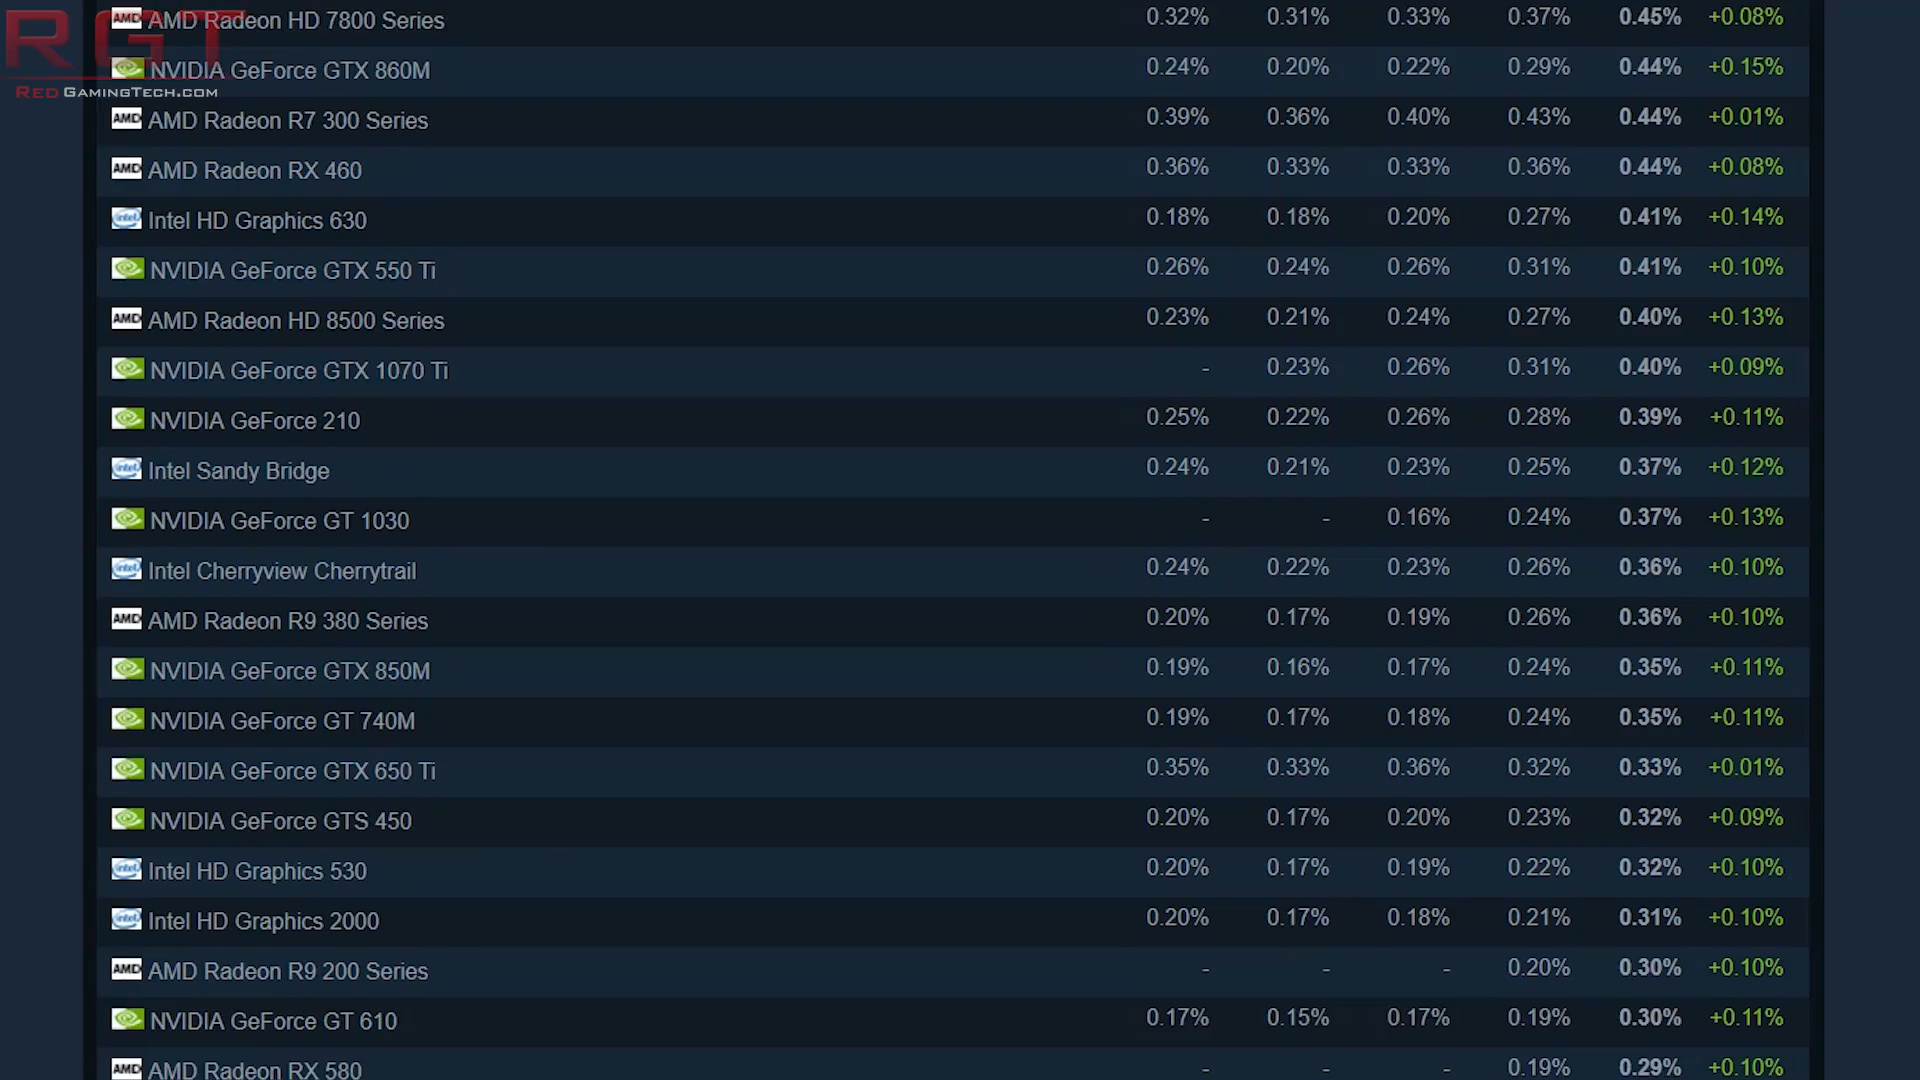 RGT
RED GAMINGTECH.COM
AMD AMD Radeon HD 7800 Series 0.32% 0.31% 0.33% 0.37% 0.45% +0.08%
NVIDIA GeForce GTX 860M 0.24% 0.20% 0.22% 0.29% 0.44% +0.15%
AMD AMD Radeon R7 300 Series 0.39% 0.36% 0.40% 0.43% 0.44% +0.01%
AMD AMD Radeon RX 460 0.36% 0.33% 0.33% 0.36% 0.44% +0.08%
intel Intel HD Graphics 630 0.18% 0.18% 0.20% 0.27% 0.41% +0.14%
NVIDIA GeForce GTX 550 Ti 0.26% 0.24% 0.26% 0.31% 0.41% +0.10%
AMD AMD Radeon HD 8500 Series 0.23% 0.21% 0.24% 0.27% 0.40% +0.13%
NVIDIA GeForce GTX 1070 Ti - 0.23% 0.26% 0.31% 0.40% +0.09%
NVIDIA GeForce 210 0.25% 0.22% 0.26% 0.28% 0.39% +0.11%
intel Intel Sandy Bridge 0.24% 0.21% 0.23% 0.25% 0.37% +0.12%
NVIDIA GeForce GT 1030 - - 0.16% 0.24% 0.37% +0.13%
intel Intel Cherryview Cherrytrail 0.24% 0.22% 0.23% 0.26% 0.36% +0.10%
AMD AMD Radeon R9 380 Series 0.20% 0.17% 0.19% 0.26% 0.36% +0.10%
NVIDIA GeForce GTX 850M 0.19% 0.16% 0.17% 0.24% 0.35% +0.11%
NVIDIA GeForce GT 740M 0.19% 0.17% 0.18% 0.24% 0.35% +0.11%
NVIDIA GeForce GTX 650 Ti 0.35% 0.33% 0.36% 0.32% 0.33% +0.01%
NVIDIA GeForce GTS 450 0.20% 0.17% 0.20% 0.23% 0.32% +0.09%
intel Intel HD Graphics 530 0.20% 0.17% 0.19% 0.22% 0.32% +0.10%
intel Intel HD Graphics 2000 0.20% 0.17% 0.18% 0.21% 0.31% +0.10%
AMD AMD Radeon R9 200 Series - - - 0.20% 0.30% +0.10%
NVIDIA GeForce GT 610 0.17% 0.15% 0.17% 0.19% 0.30% +0.11%
AMD AMD Radeon RX 580 - - - 0.19% 0.29% +0.10%